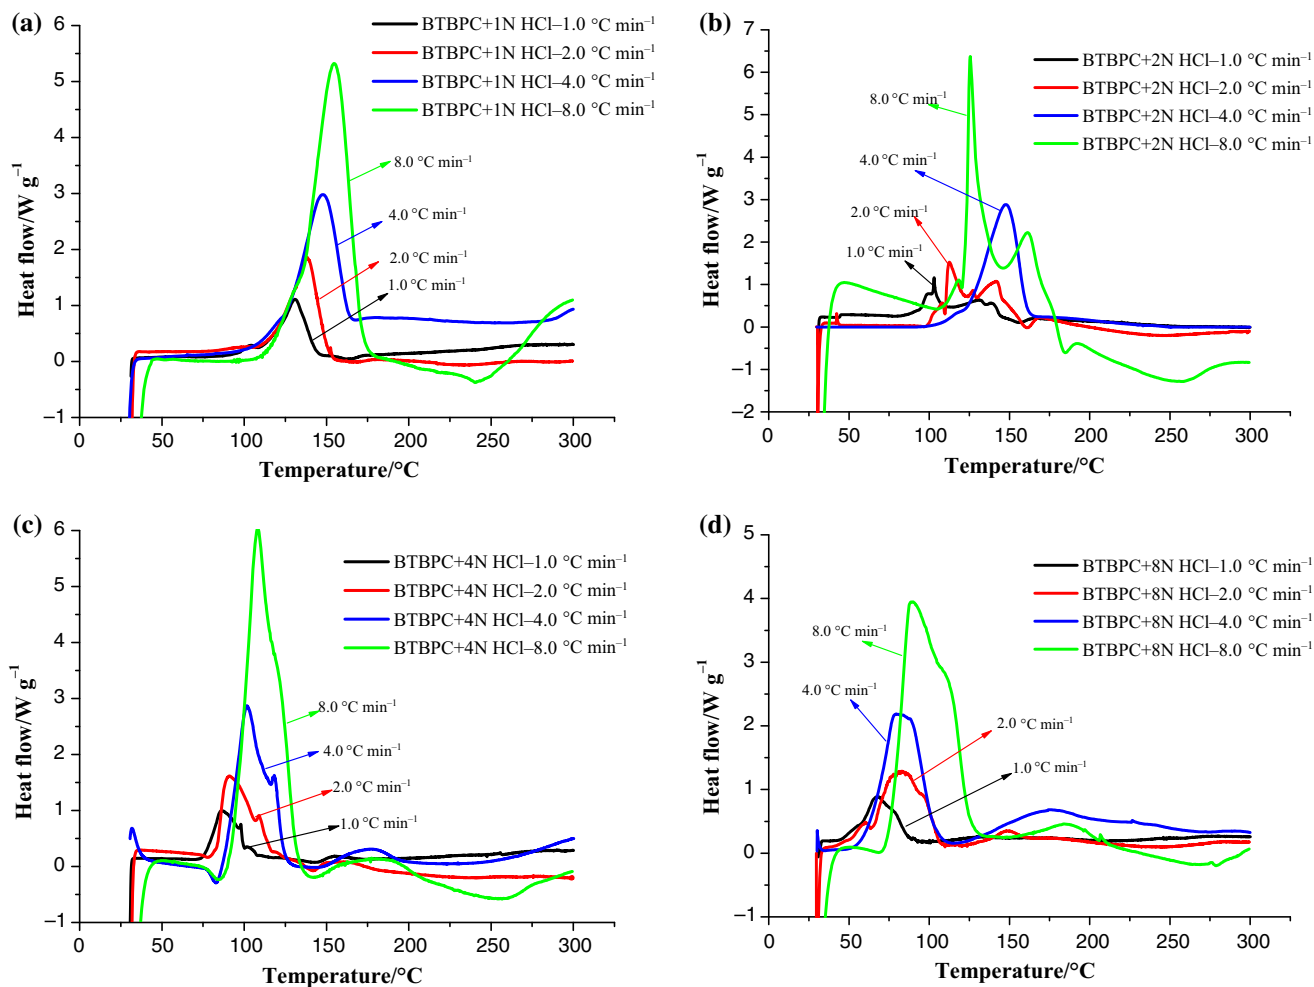 (a)
BTBPC+1N HCl–1.0 °C min⁻¹
BTBPC+1N HCl–2.0 °C min⁻¹
BTBPC+1N HCl–4.0 °C min⁻¹
BTBPC+1N HCl–8.0 °C min⁻¹
8.0 °C min⁻¹
4.0 °C min⁻¹
2.0 °C min⁻¹
1.0 °C min⁻¹
Heat flow/W g⁻¹
6
5
4
3
2
1
0
–1
0 50 100 150 200 250 300
Temperature/°C
(b)
BTBPC+2N HCl–1.0 °C min⁻¹
BTBPC+2N HCl–2.0 °C min⁻¹
BTBPC+2N HCl–4.0 °C min⁻¹
BTBPC+2N HCl–8.0 °C min⁻¹
8.0 °C min⁻¹
4.0 °C min⁻¹
2.0 °C min⁻¹
1.0 °C min⁻¹
Heat flow/W g⁻¹
7
6
5
4
3
2
1
0
–1
–2
0 50 100 150 200 250 300
Temperature/°C
(c)
BTBPC+4N HCl–1.0 °C min⁻¹
BTBPC+4N HCl–2.0 °C min⁻¹
BTBPC+4N HCl–4.0 °C min⁻¹
BTBPC+4N HCl–8.0 °C min⁻¹
8.0 °C min⁻¹
4.0 °C min⁻¹
2.0 °C min⁻¹
1.0 °C min⁻¹
Heat flow/W g⁻¹
6
5
4
3
2
1
0
–1
0 50 100 150 200 250 300
Temperature/°C
(d)
BTBPC+8N HCl–1.0 °C min⁻¹
BTBPC+8N HCl–2.0 °C min⁻¹
BTBPC+8N HCl–4.0 °C min⁻¹
BTBPC+8N HCl–8.0 °C min⁻¹
8.0 °C min⁻¹
4.0 °C min⁻¹
2.0 °C min⁻¹
1.0 °C min⁻¹
Heat flow/W g⁻¹
5
4
3
2
1
0
–1
0 50 100 150 200 250 300
Temperature/°C